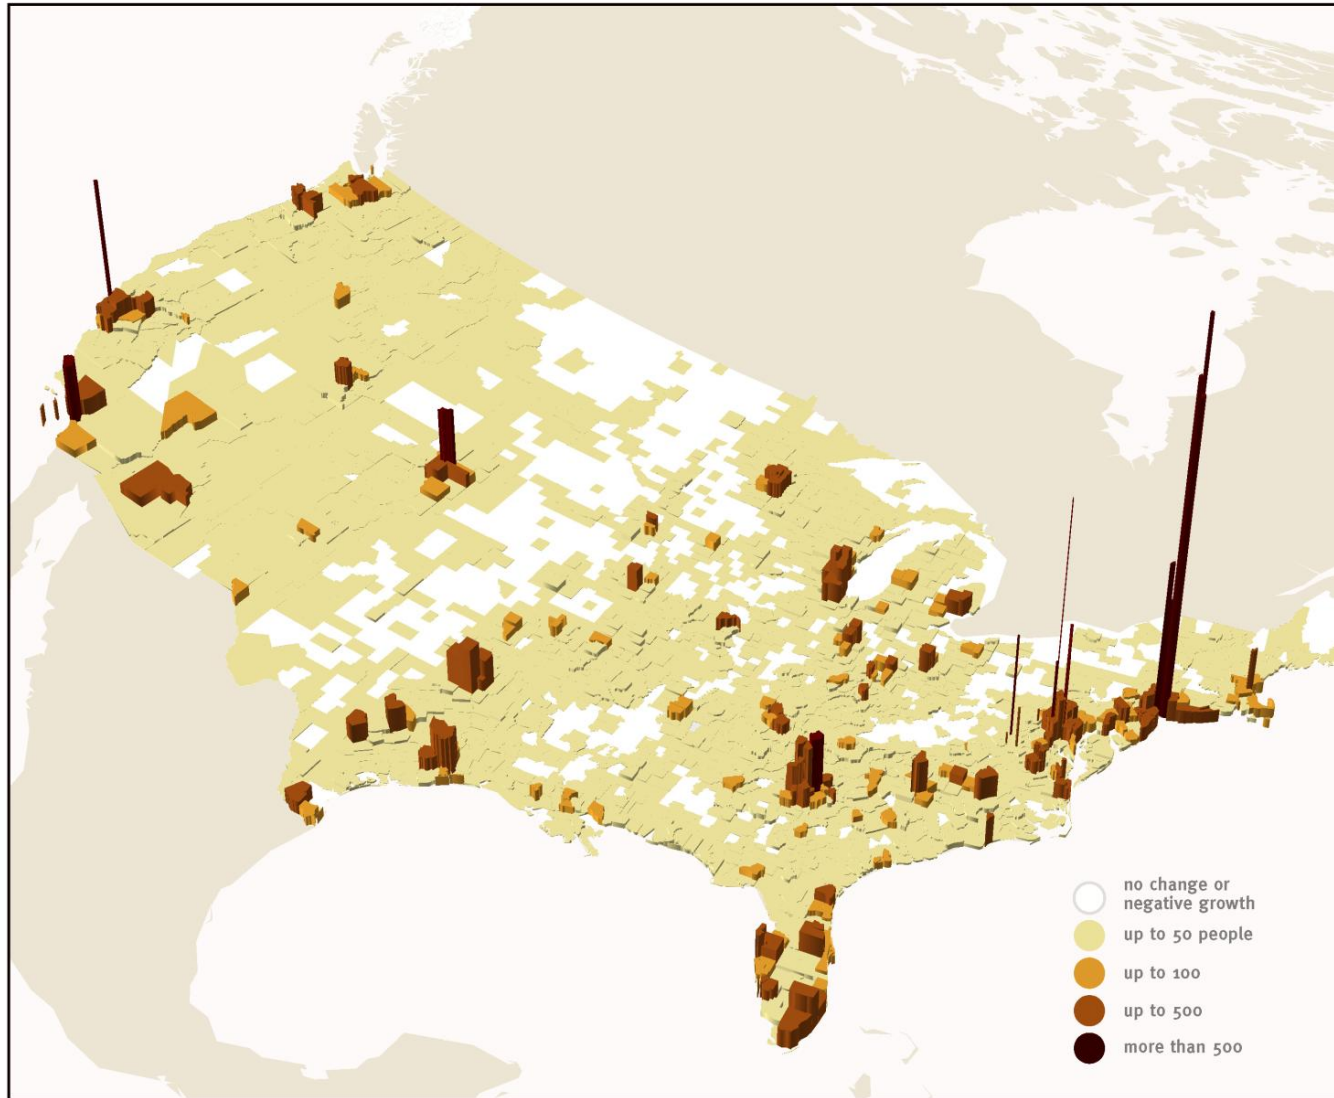 no change or
negative growth
up to 50 people
up to 100
up to 500
more than 500